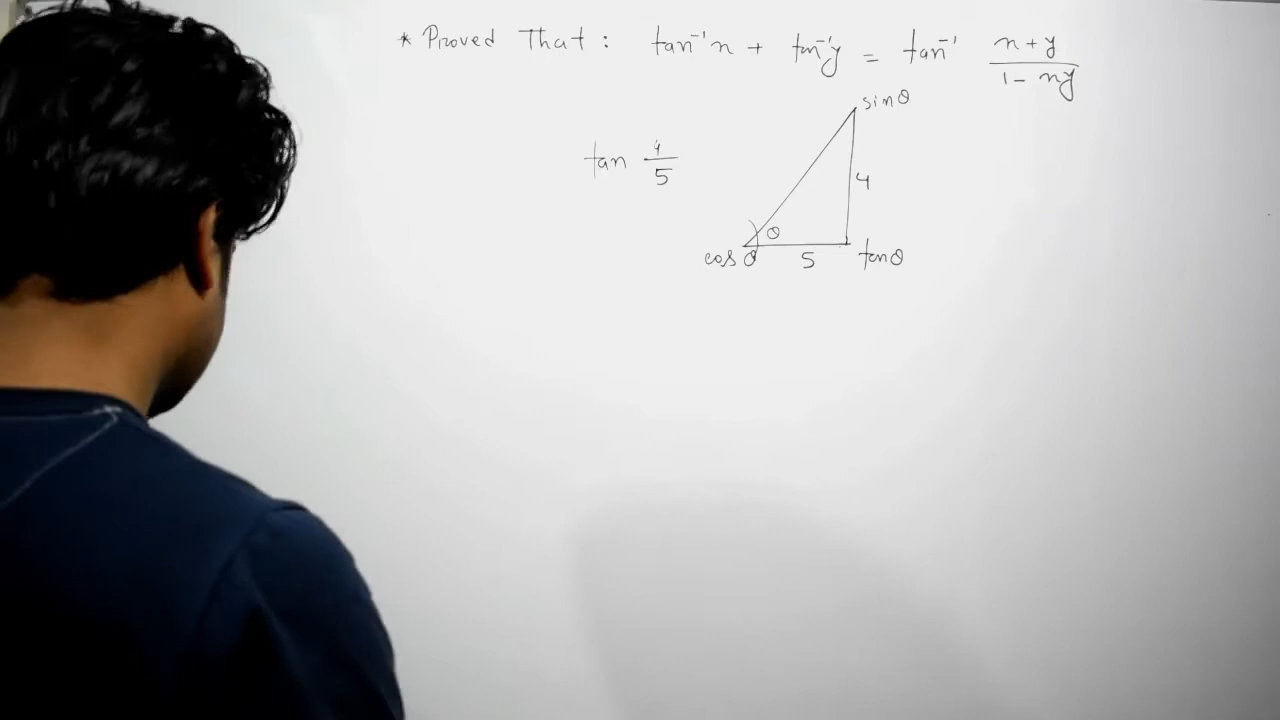 * Proved That : tan⁻¹x + tan⁻¹y = tan⁻¹ (x + y)/(1 - xy)
sinθ
tan 4/5
4
θ
cosθ 5 tanθ